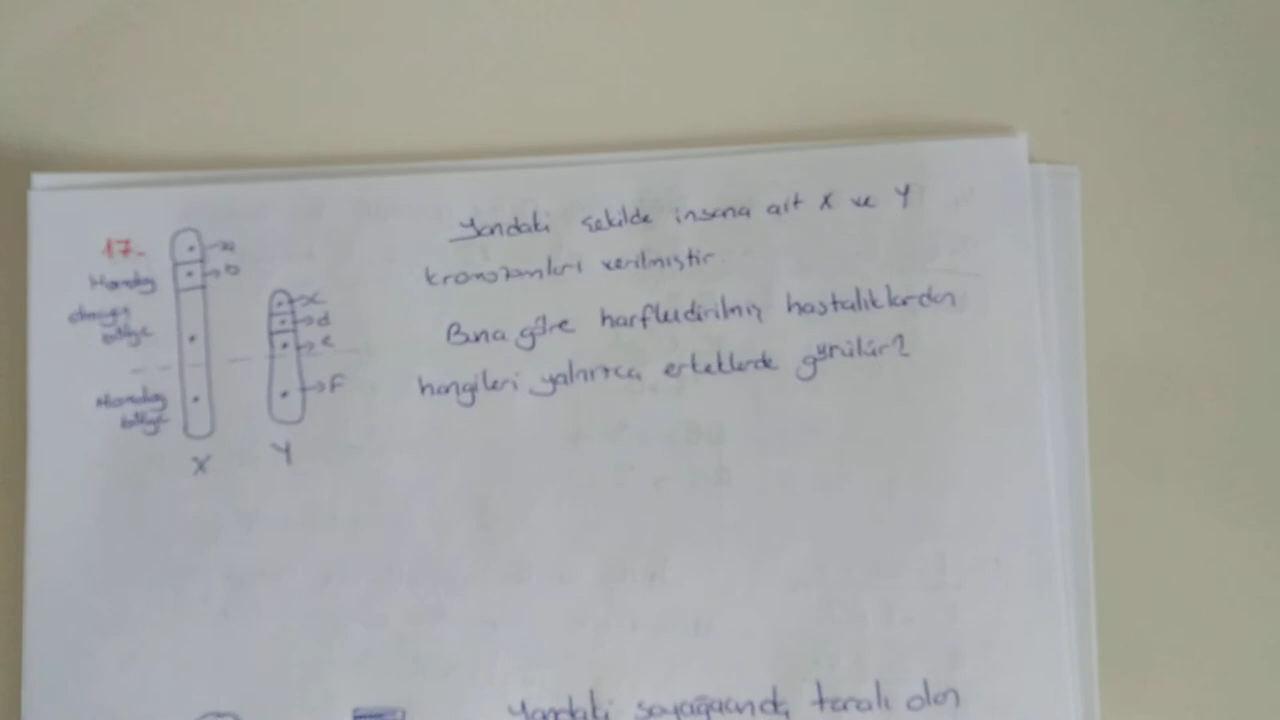 17.
Yandaki şekilde insana ait X ve Y
kromozomları verilmiştir.
Buna göre harflendirilmiş hastalıklardan
hangileri yalnızca erkeklerde görülür?
a
b
Homolog
olmayan
bölge
Homolog
bölge
c
d
e
F
X
Y
Yandaki soyağacında taralı olan